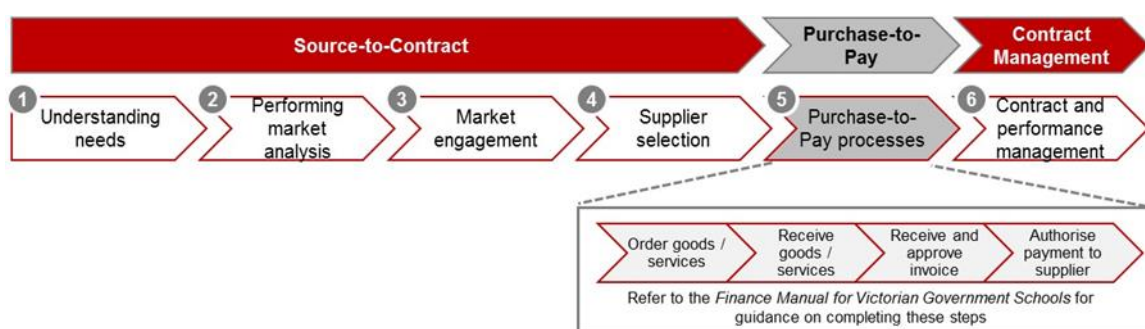 Source-to-Contract
Purchase-to-
Pay
Contract
Management
1
Understanding
needs
2
Performing
market
analysis
3
Market
engagement
4
Supplier
selection
5
Purchase-to-
Pay processes
6
Contract and
performance
management
Order goods /
services
Receive
goods /
services
Receive and
approve
invoice
Authorise
payment to
supplier
Refer to the Finance Manual for Victorian Government Schools for
guidance on completing these steps